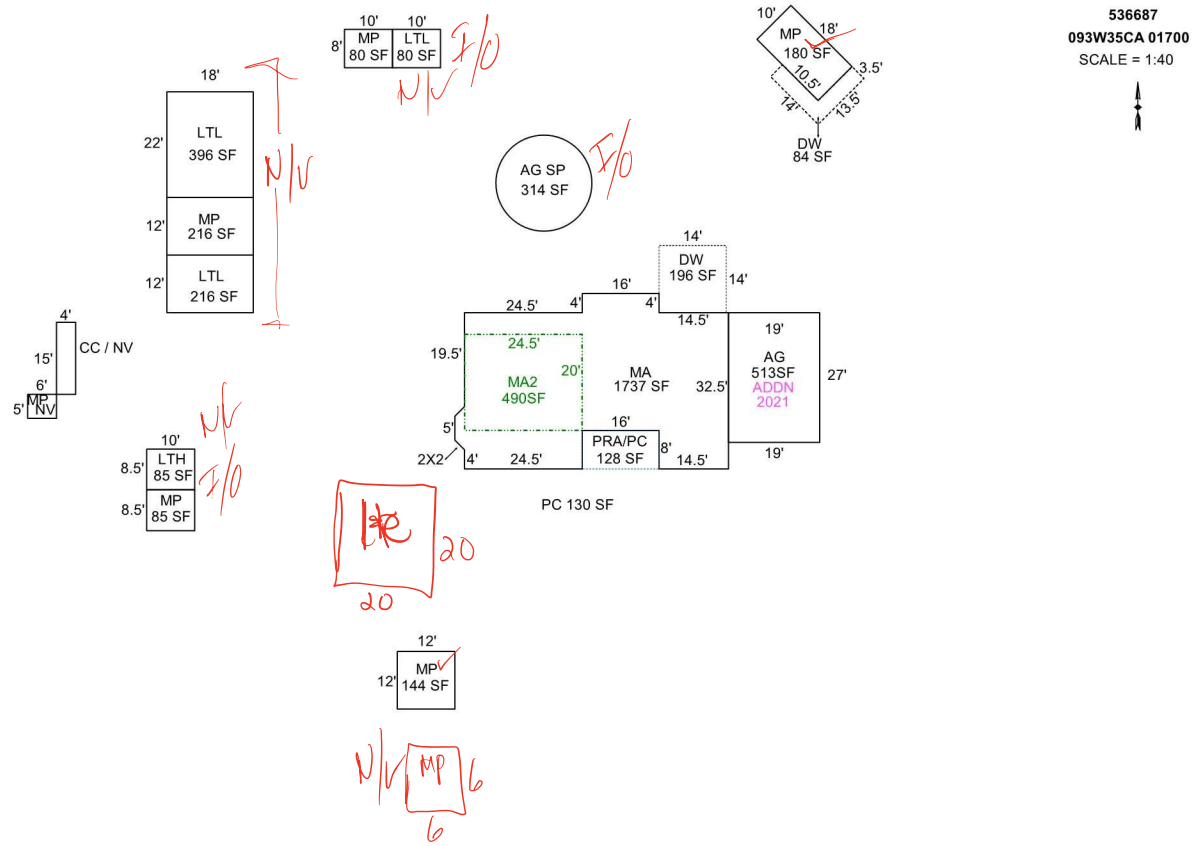 536687
093W35CA 01700
SCALE = 1:40
10' 10'
8' MP LTL
80 SF 80 SF
I/O
N/V
10'
18'
MP
180 SF
10.5'
3.5'
14'
13.5'
DW
84 SF
18'
22'
LTL
396 SF
N/V
12'
MP
216 SF
12'
LTL
216 SF
AG SP
314 SF
I/O
4'
15'
CC / NV
6'
5'
MP
NV
14'
DW
196 SF
14'
16'
24.5' 4' 4' 14.5'
19.5'
24.5'
20'
MA2
490SF
MA
1737 SF
32.5'
19'
AG
513SF
ADDN
2021
27'
19'
5'
2X2
4'
24.5'
16'
PRA/PC
128 SF
8'
14.5'
PC 130 SF
N/V
10'
8.5'
LTH
85 SF
I/O
8.5'
MP
85 SF
20
20
12'
12'
MP
144 SF
N/V
MP
6
6